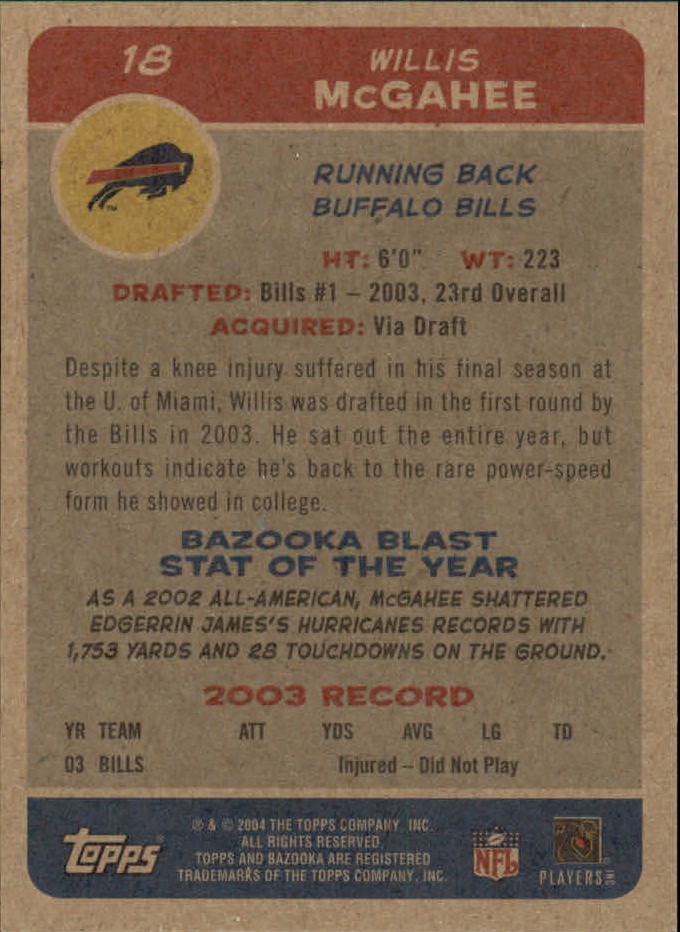 18
WILLIS
McGAHEE
RUNNING BACK
BUFFALO BILLS
TM
HT: 6'0" WT: 223
DRAFTED: Bills #1 – 2003, 23rd Overall
ACQUIRED: Via Draft
Despite a knee injury suffered in his final season at
the U. of Miami, Willis was drafted in the first round by
the Bills in 2003. He sat out the entire year, but
workouts indicate he's back to the rare power-speed
form he showed in college.
BAZOOKA BLAST
STAT OF THE YEAR
AS A 2002 ALL-AMERICAN, McGAHEE SHATTERED
EDGERRIN JAMES'S HURRICANES RECORDS WITH
1,753 YARDS AND 28 TOUCHDOWNS ON THE GROUND.
2003 RECORD
YR TEAM ATT YDS AVG LG TD
03 BILLS Injured – Did Not Play
Topps®
® & © 2004 THE TOPPS COMPANY, INC.
ALL RIGHTS RESERVED.
TOPPS AND BAZOOKA ARE REGISTERED
TRADEMARKS OF THE TOPPS COMPANY, INC.
NFL
PLAYERS INC